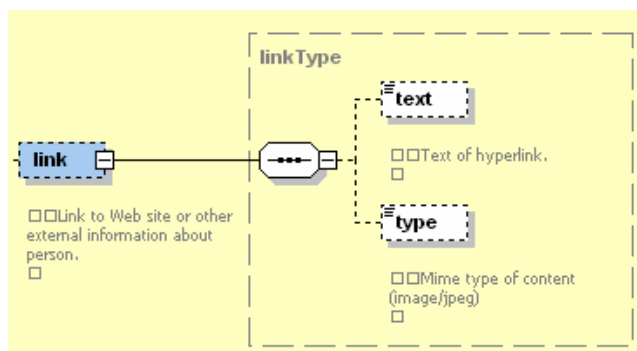 linkType
text
□□Text of hyperlink.
□
link
□□Link to Web site or other
external information about
person.
□
type
□□Mime type of content
(image/jpeg)
□